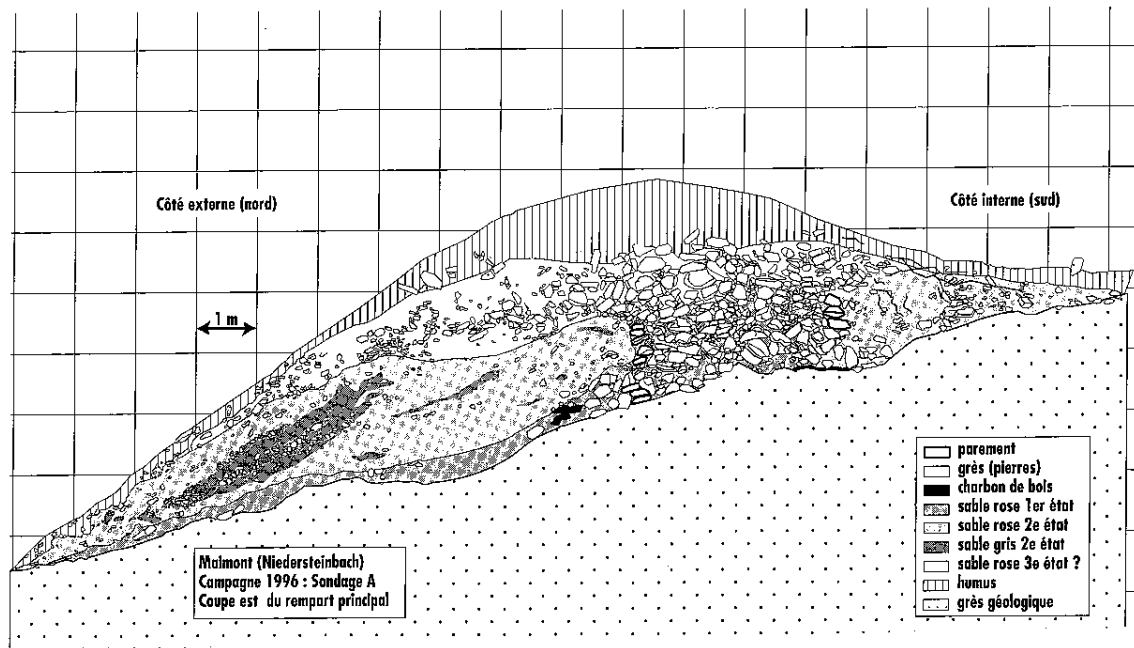 Côté externe (nord)
Côté interne (sud)
1 m
parement
grès (pierres)
charbon de bois
sable rose 1er état
sable rose 2e état
sable gris 2e état
sable rose 3e état ?
humus
grès géologique
Maimont (Niedersteinbach)
Campagne 1996 : Sondage A
Coupe est du rempart principal